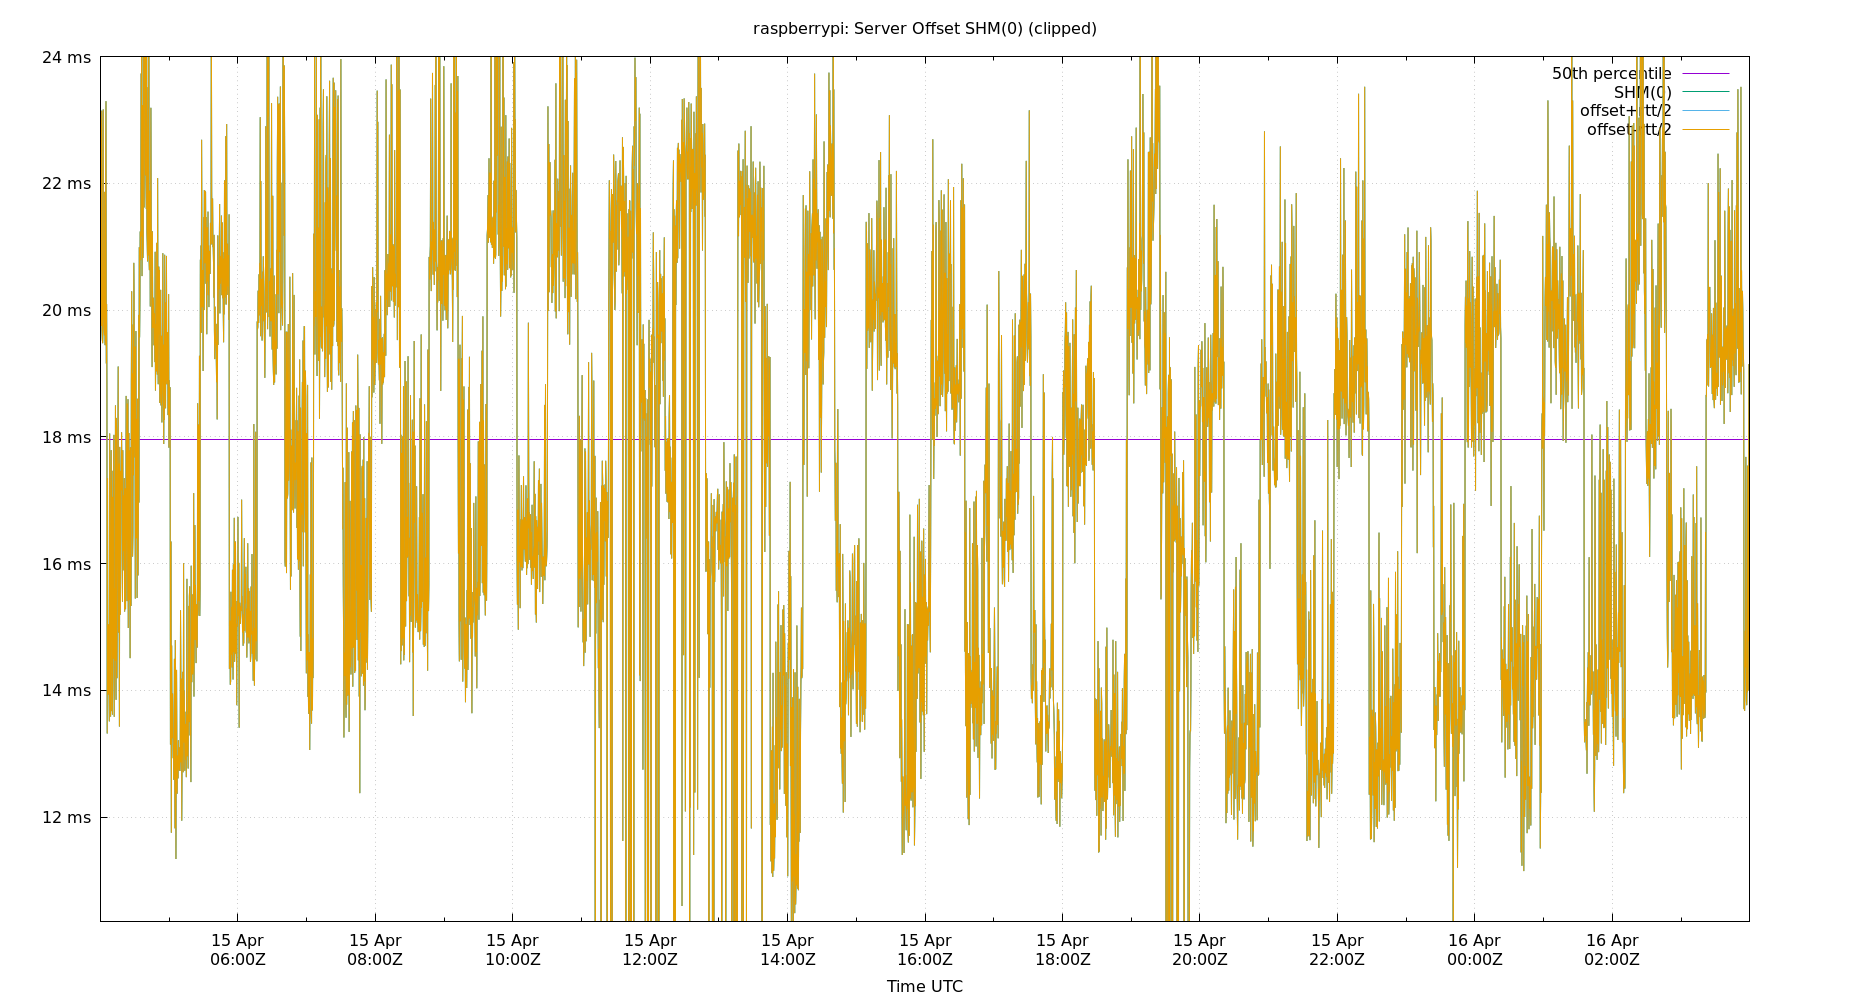 raspberrypi: Server Offset SHM(0) (clipped)
24 ms
22 ms
20 ms
18 ms
16 ms
14 ms
12 ms
50th percentile
SHM(0)
offset+rtt/2
offset-rtt/2
15 Apr
06:00Z
15 Apr
08:00Z
15 Apr
10:00Z
15 Apr
12:00Z
15 Apr
14:00Z
15 Apr
16:00Z
15 Apr
18:00Z
15 Apr
20:00Z
15 Apr
22:00Z
16 Apr
00:00Z
16 Apr
02:00Z
Time UTC